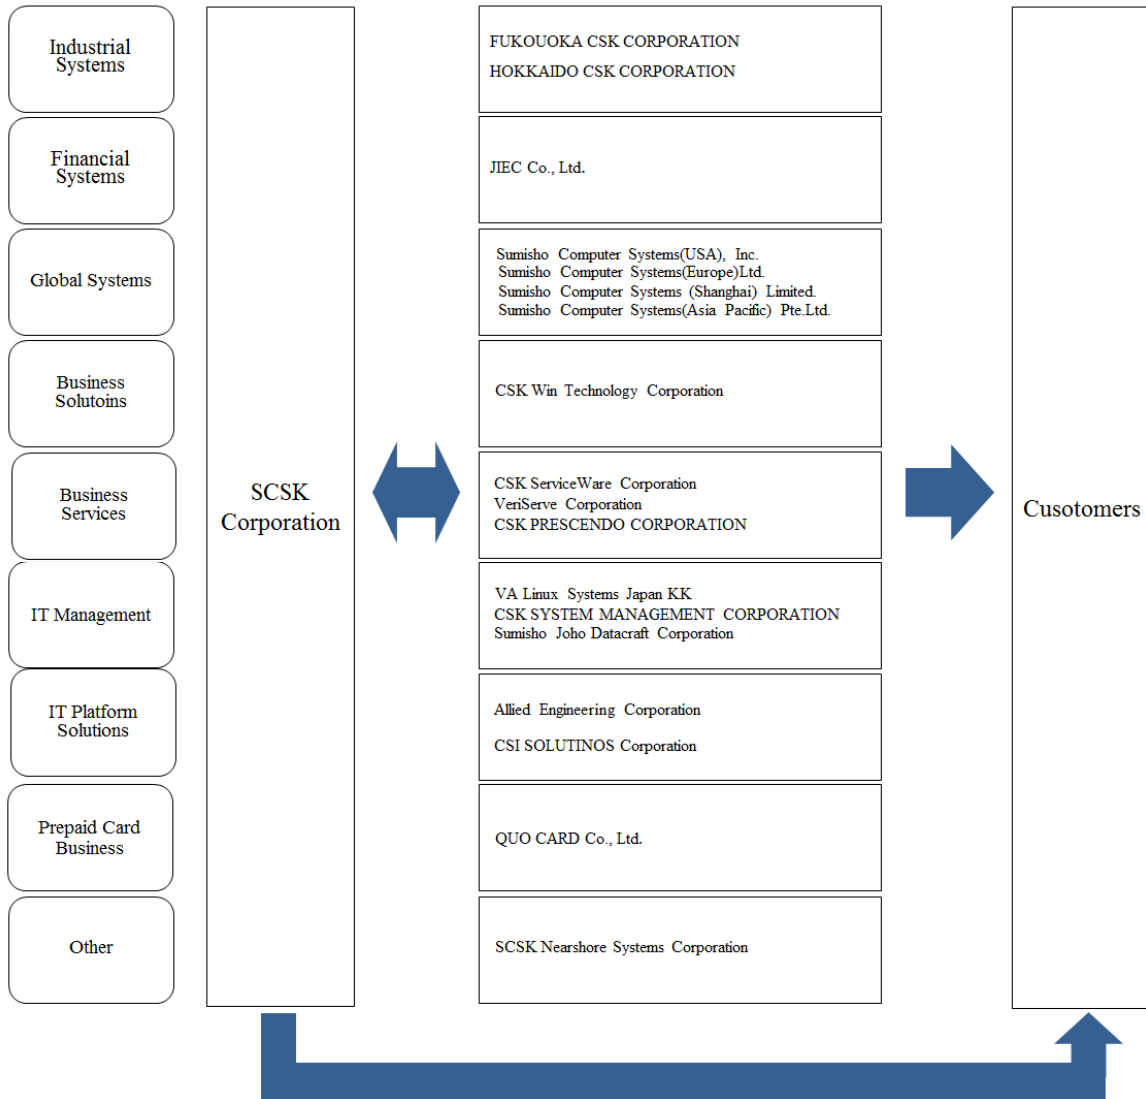 Industrial
Systems
FUKOUOKA CSK CORPORATION
HOKKAIDO CSK CORPORATION
Financial
Systems
JIEC Co., Ltd.
Global Systems
Sumisho Computer Systems(USA), Inc.
Sumisho Computer Systems(Europe)Ltd.
Sumisho Computer Systems (Shanghai) Limited.
Sumisho Computer Systems(Asia Pacific) Pte.Ltd.
Business
Solutoins
CSK Win Technology Corporation
Business
Services
SCSK
Corporation
CSK ServiceWare Corporation
VeriServe Corporation
CSK PRESCENDO CORPORATION
Cusotomers
IT Management
VA Linux Systems Japan KK
CSK SYSTEM MANAGEMENT CORPORATION
Sumisho Joho Datacraft Corporation
IT Platform
Solutions
Allied Engineering Corporation
CSI SOLUTINOS Corporation
Prepaid Card
Business
QUO CARD Co., Ltd.
Other
SCSK Nearshore Systems Corporation